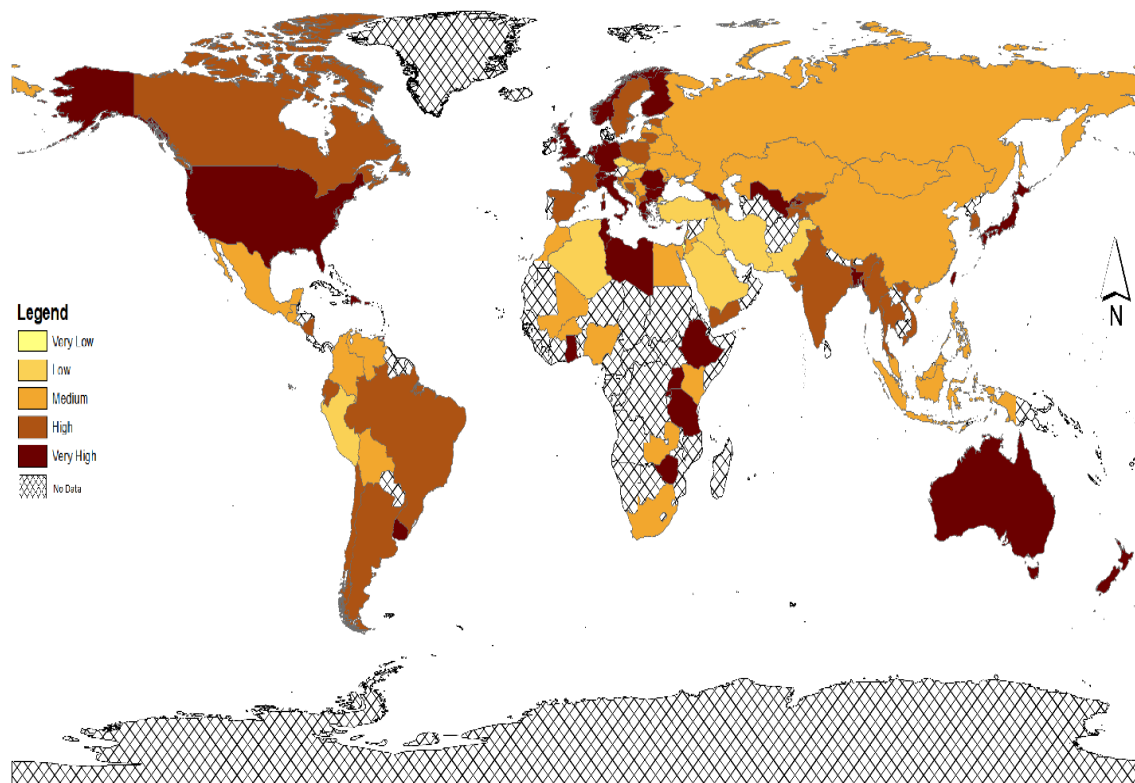 Legend
Very Low
Low
Medium
High
Very High
No Data
N